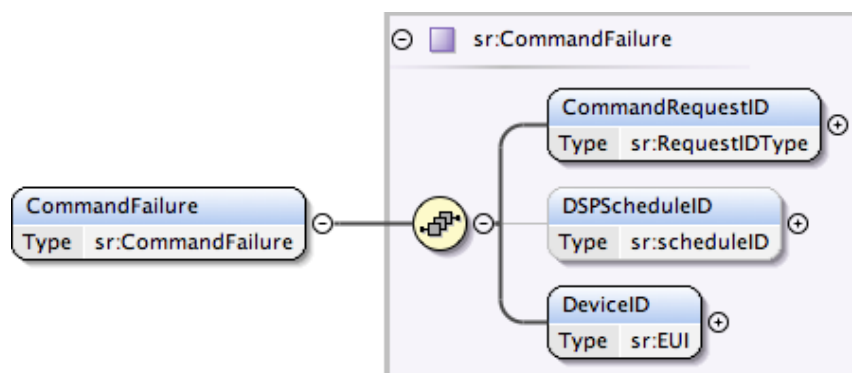 sr:CommandFailure
CommandRequestID
Type sr:RequestIDType
CommandFailure
Type sr:CommandFailure
DSPScheduleID
Type sr:scheduleID
DeviceID
Type sr:EUI